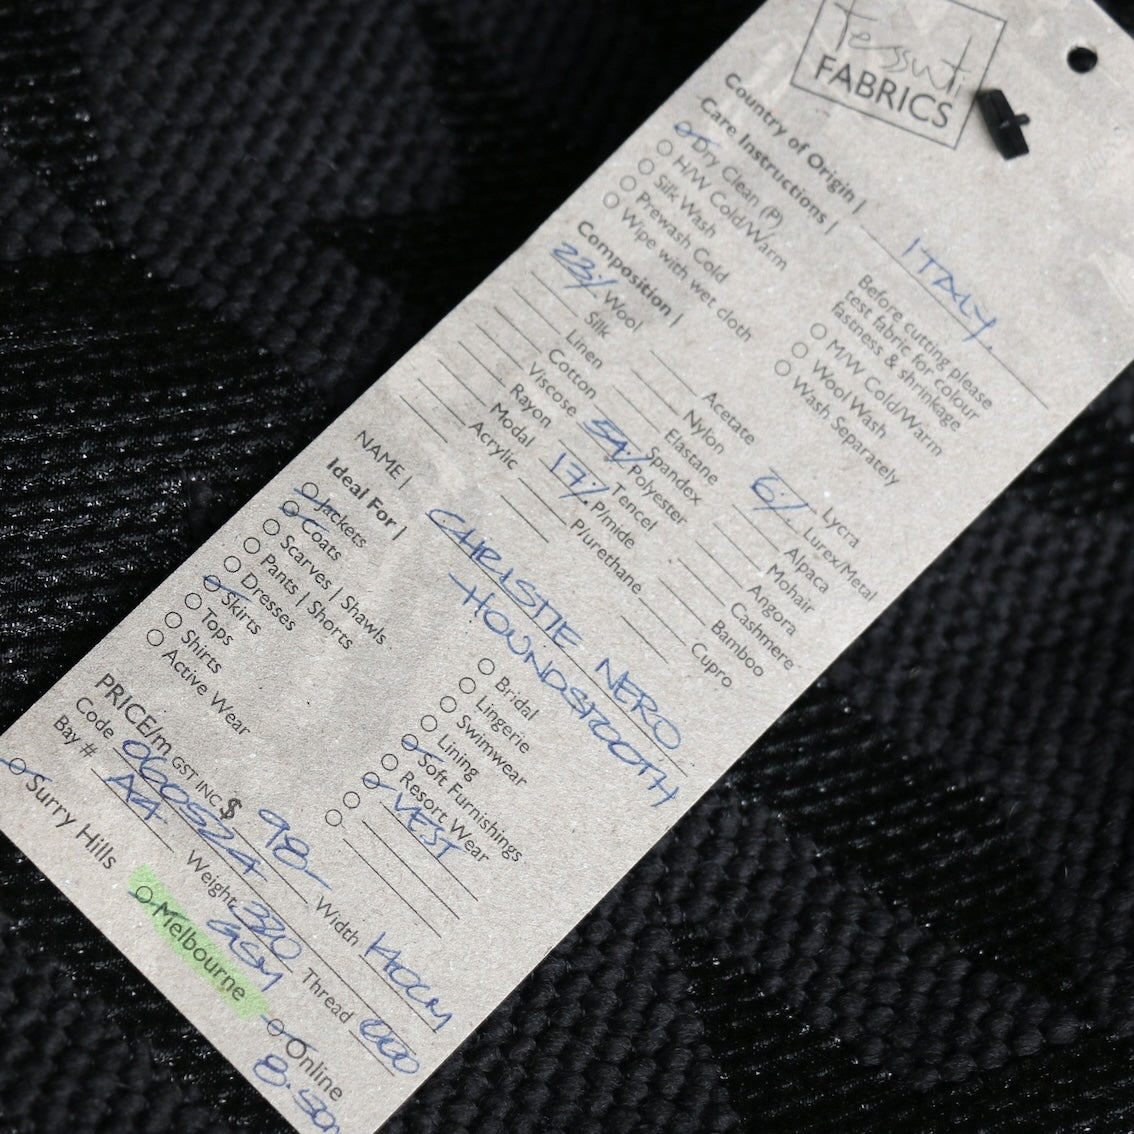 tessuti
FABRICS
Country of Origin | ITALY
Care Instructions |
Dry Clean (P)
H/W Cold/Warm
Silk Wash
Prewash Cold
Wipe with wet cloth
Before cutting please
test fabric for colour
fastness & shrinkage
M/W Cold/Warm
Wool Wash
Wash Separately
Composition |
23% Wool
Silk
Linen
Cotton
Viscose
Rayon
Modal
Acrylic
Acetate
Nylon
Elastane
Spandex
54% Polyester
Tencel
17% P/mide
P/urethane
Lycra
6% Lurex/Metal
Alpaca
Mohair
Angora
Cashmere
Bamboo
Cupro
NAME | CHRISTIE NERO
HOUNDSTOOTH
Ideal For |
Jackets
Coats
Scarves | Shawls
Pants | Shorts
Dresses
Skirts
Tops
Shirts
Active Wear
Bridal
Lingerie
Swimwear
Lining
Soft Furnishings
Resort Wear
VEST
PRICE/m GST INC $ 98-
Code 0600524 Width 140CM
Bay # A4 Weight 320 GSM Thread 000
Surry Hills Melbourne Online